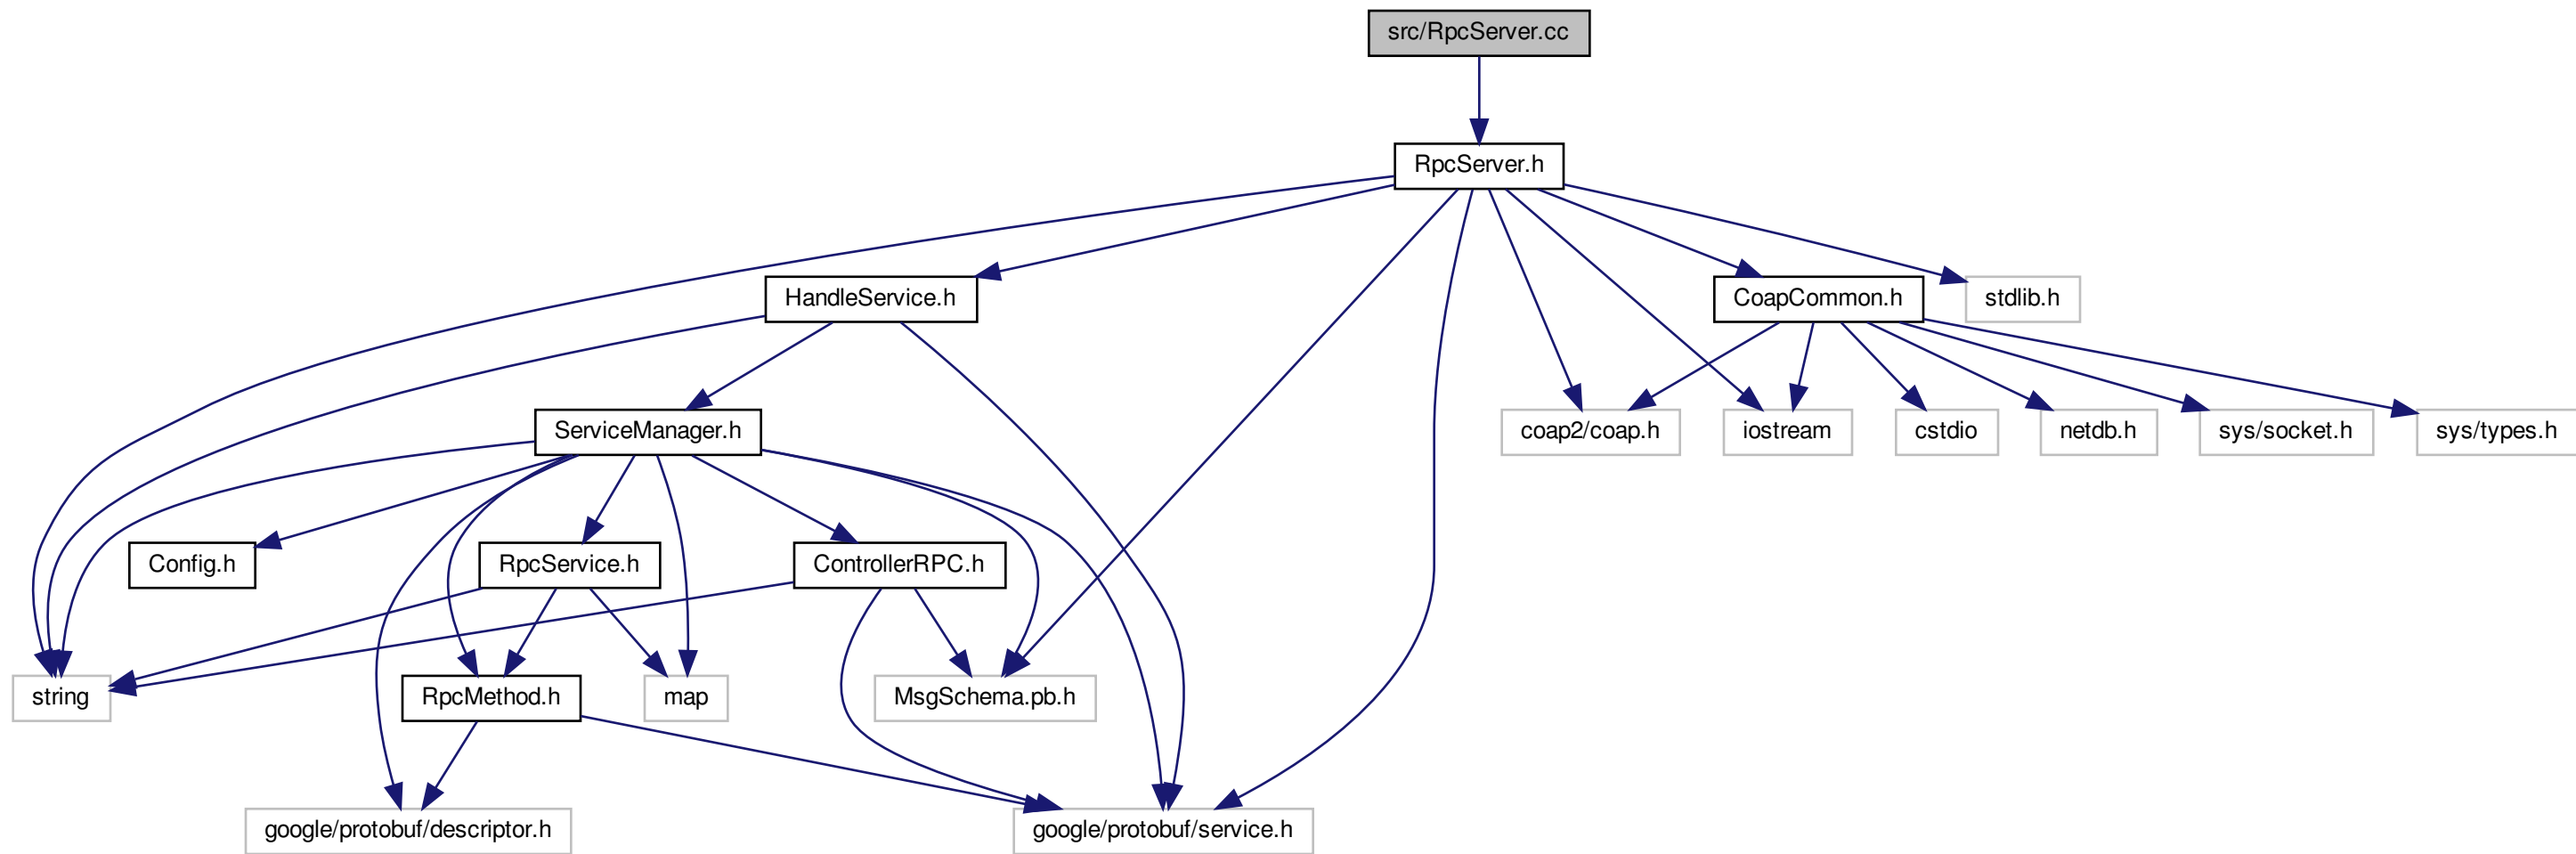 src/RpcServer.cc
RpcServer.h
HandleService.h
CoapCommon.h
stdlib.h
ServiceManager.h
coap2/coap.h
iostream
cstdio
netdb.h
sys/socket.h
sys/types.h
Config.h
RpcService.h
ControllerRPC.h
string
RpcMethod.h
map
MsgSchema.pb.h
google/protobuf/descriptor.h
google/protobuf/service.h